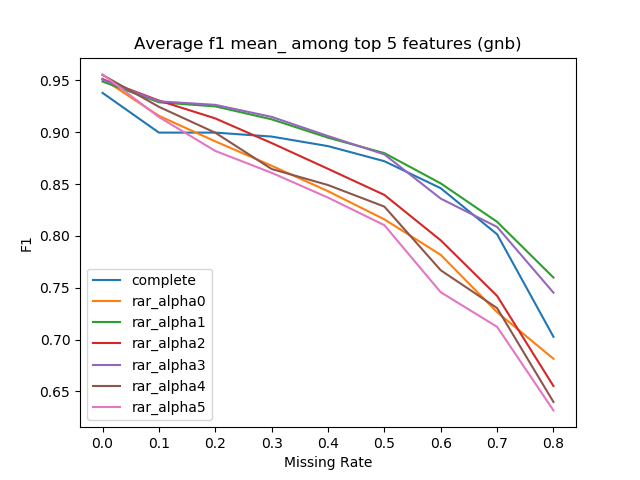 Average f1 mean_ among top 5 features (gnb)
0.95
0.90
0.85
0.80
0.75
0.70
0.65
F1
complete
rar_alpha0
rar_alpha1
rar_alpha2
rar_alpha3
rar_alpha4
rar_alpha5
0.0 0.1 0.2 0.3 0.4 0.5 0.6 0.7 0.8
Missing Rate